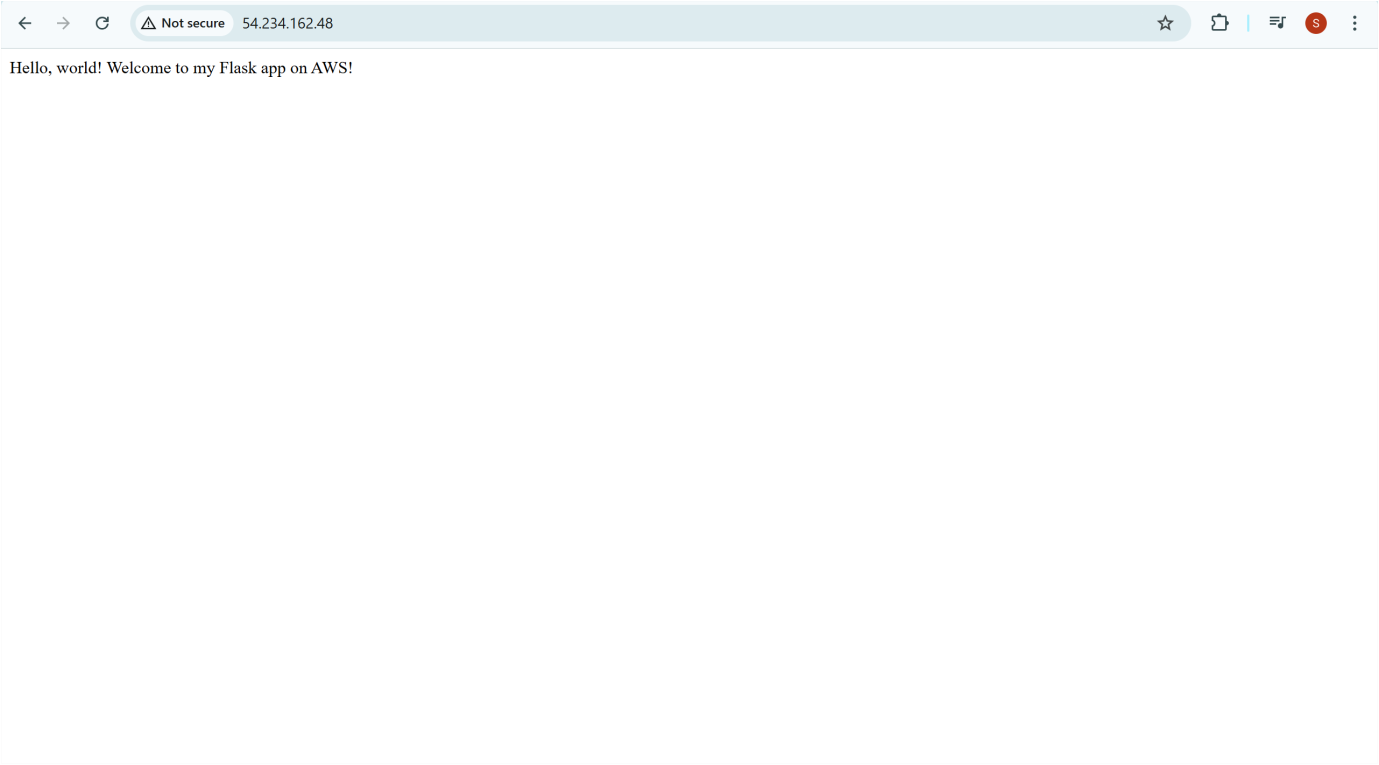 Not secure 54.234.162.48 S
Hello, world! Welcome to my Flask app on AWS!